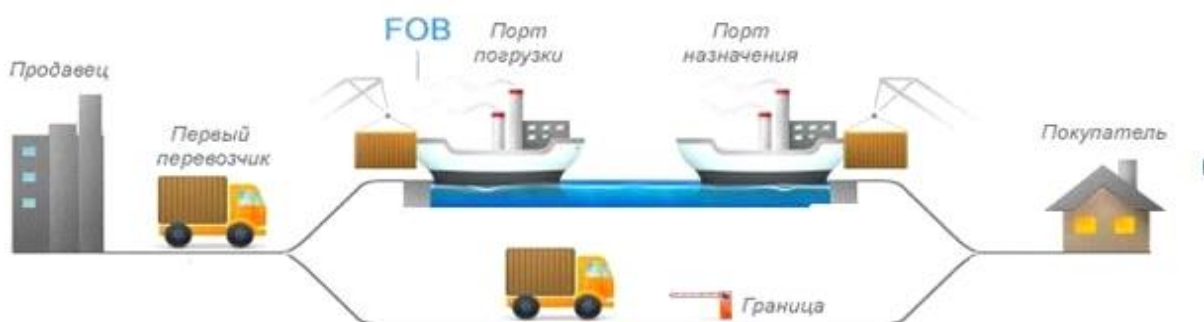 FOB
Порт
погрузки
Порт
назначения
Продавец
Первый
перевозчик
Покупатель
Граница